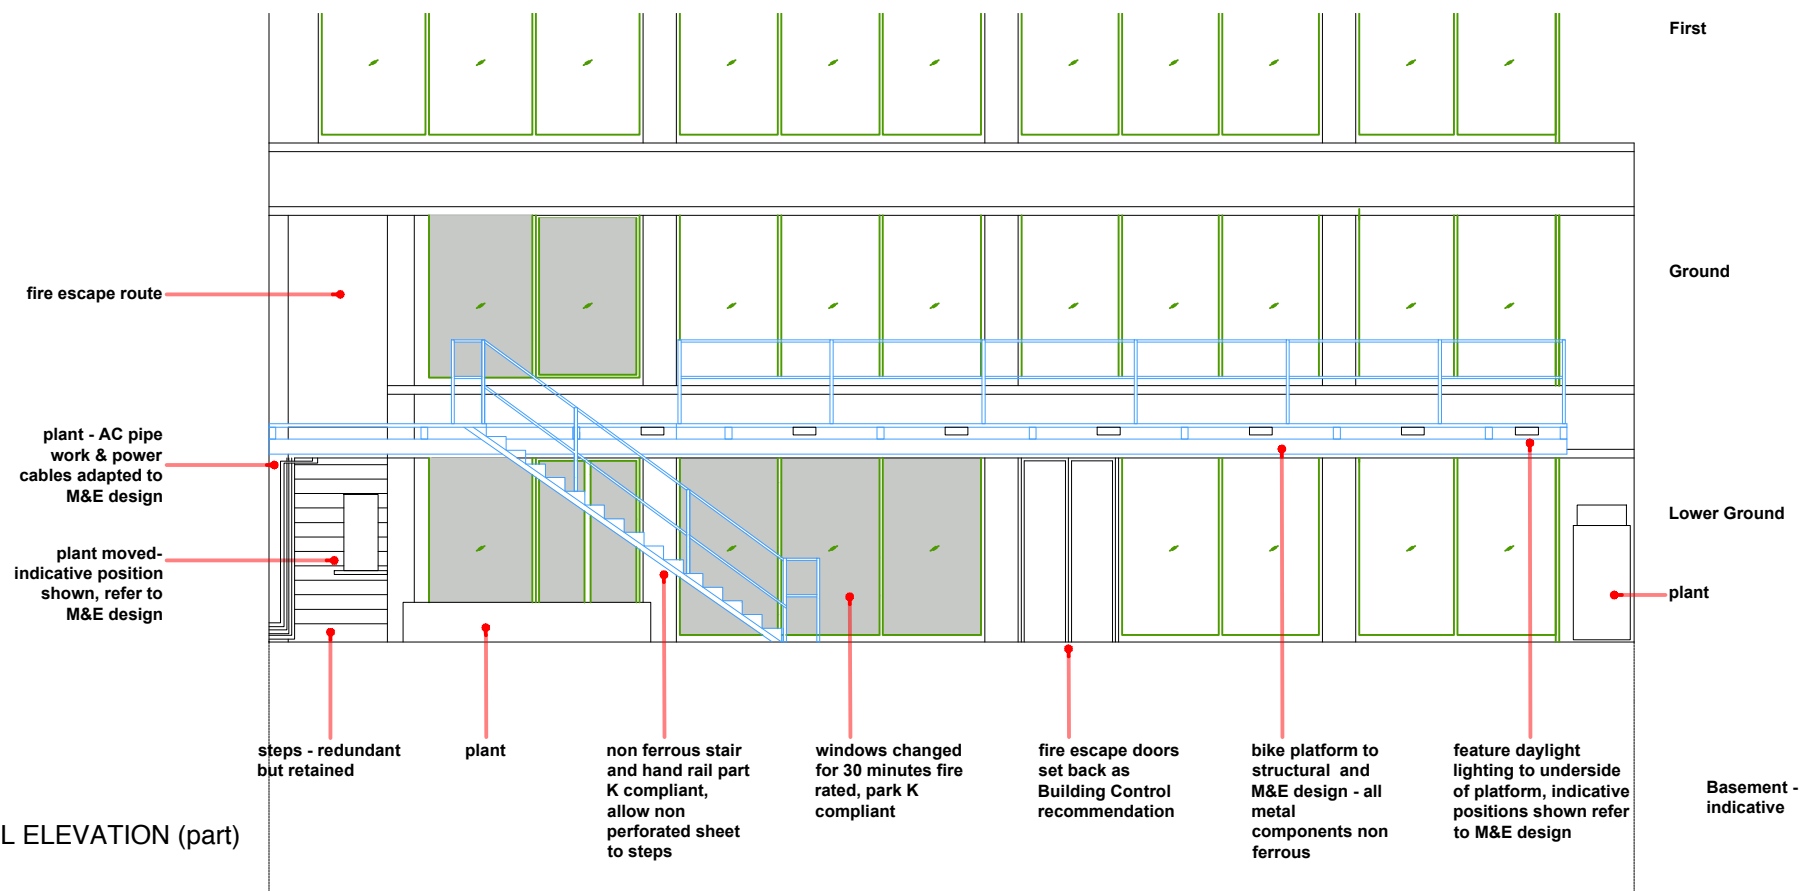 First
Ground
fire escape route
plant - AC pipe
work & power
cables adapted to
M&E design
Lower Ground
plant moved-
indicative position
shown, refer to
M&E design
plant
steps - redundant
but retained
plant
non ferrous stair
and hand rail part
K compliant,
allow non
perforated sheet
to steps
windows changed
for 30 minutes fire
rated, park K
compliant
fire escape doors
set back as
Building Control
recommendation
bike platform to
structural and
M&E design - all
metal
components non
ferrous
feature daylight
lighting to underside
of platform, indicative
positions shown refer
to M&E design
Basement -
indicative
L ELEVATION (part)